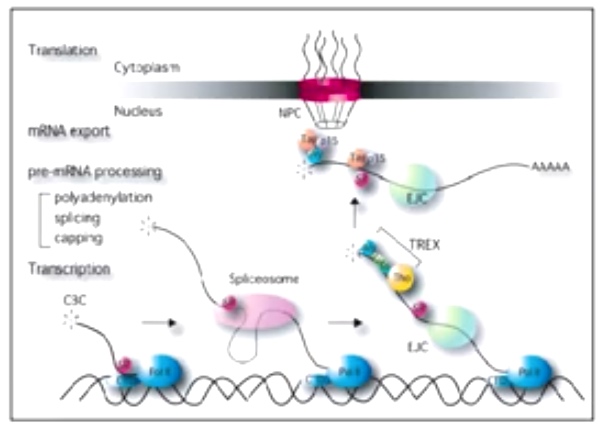 Translation
Cytoplasm
Nucleus
NPC
mRNA export
pre-mRNA processing
AAAAA
EJC
polyadenylation
splicing
capping
TREX
Transcription
Spliceosome
C3C
EJC
Pol II
Pol II
Pol II